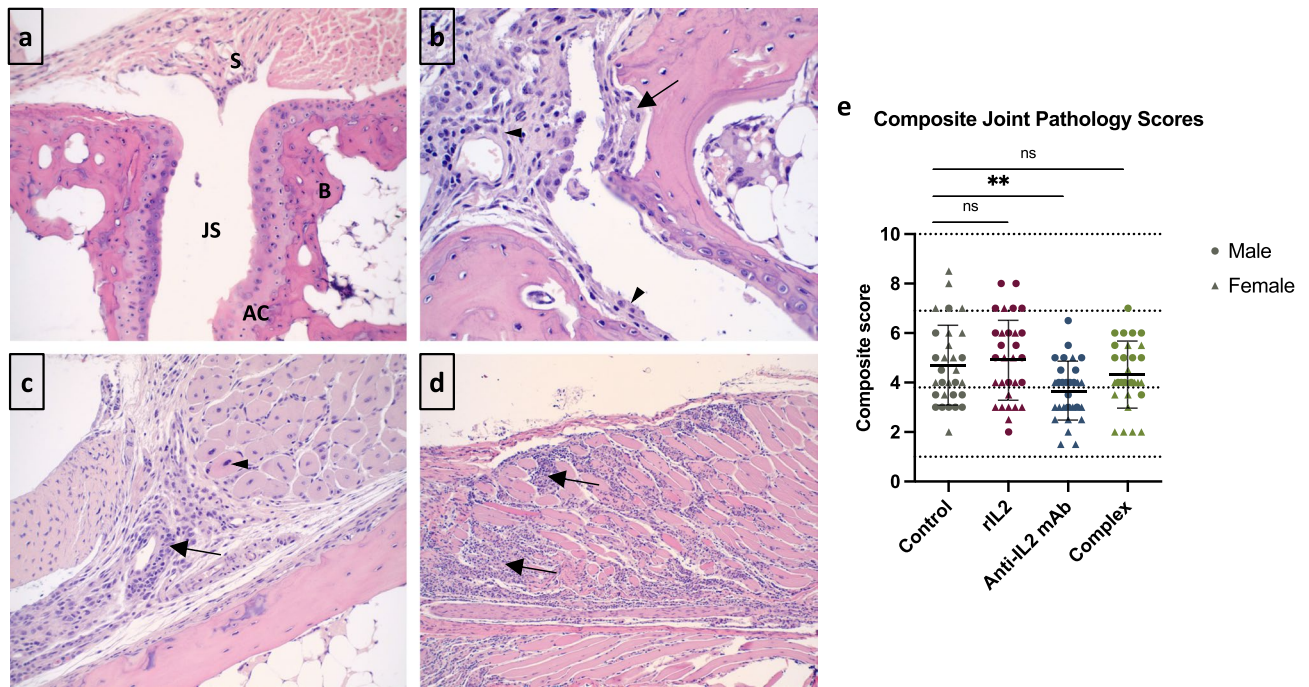 a
S
B
JS
AC
b
c
d
e
Composite Joint Pathology Scores
ns
**
ns
Composite score
10
8
6
4
2
0
Control
rIL2
Anti-IL2 mAb
Complex
Male
Female